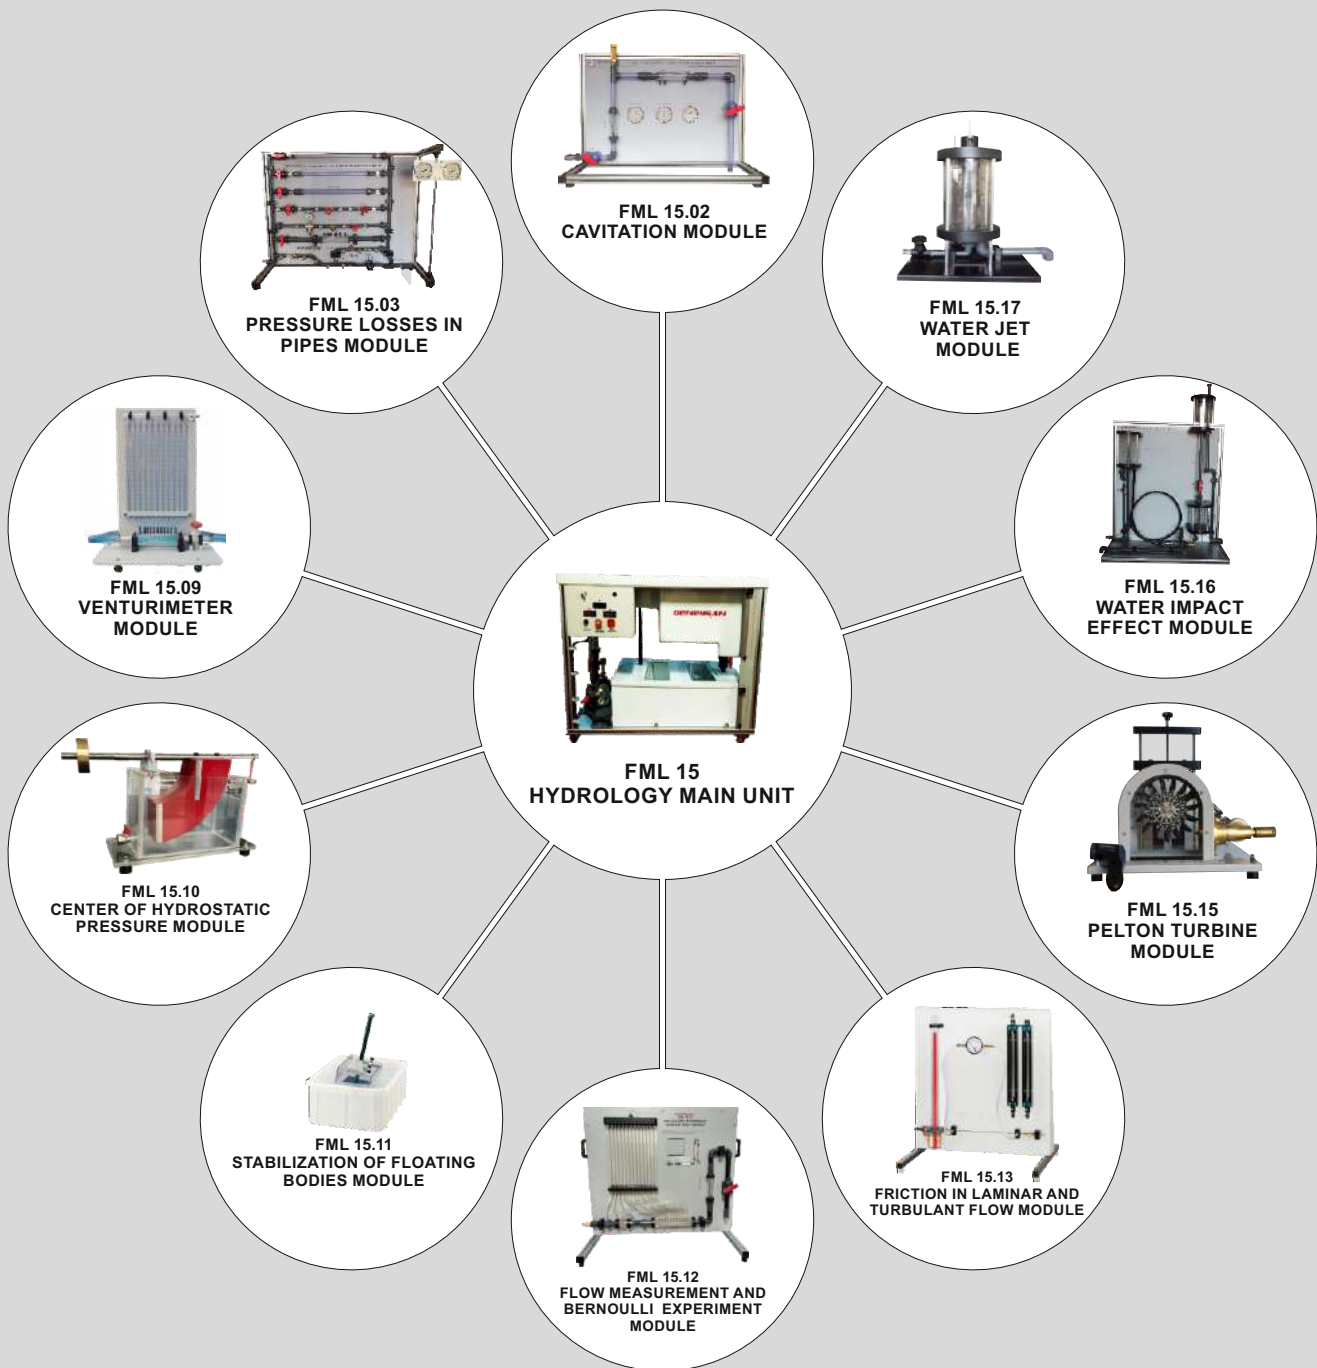 FML 15.02
CAVITATION MODULE
FML 15.17
WATER JET
MODULE
FML 15.16
WATER IMPACT
EFFECT MODULE
FML 15.15
PELTON TURBINE
MODULE
FML 15.13
FRICTION IN LAMINAR AND
TURBULANT FLOW MODULE
FML 15.12
FLOW MEASUREMENT AND
BERNOULLI EXPERIMENT
MODULE
FML 15.11
STABILIZATION OF FLOATING
BODIES MODULE
FML 15.10
CENTER OF HYDROSTATIC
PRESSURE MODULE
FML 15.09
VENTURIMETER
MODULE
FML 15.03
PRESSURE LOSSES IN
PIPES MODULE
FML 15
HYDROLOGY MAIN UNIT